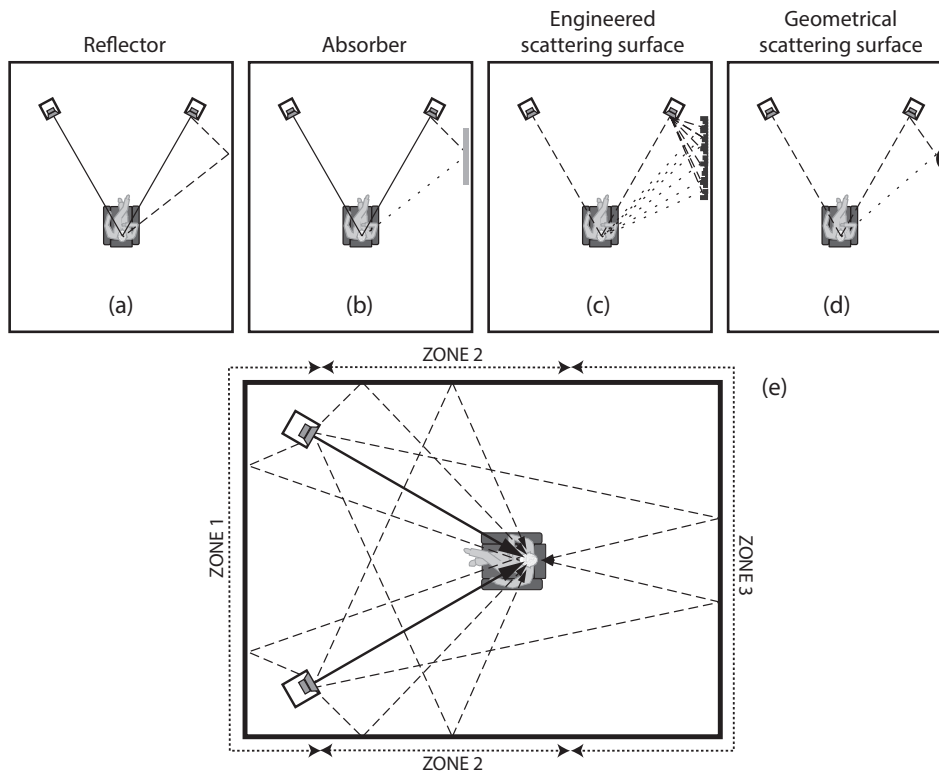 Reflector
Absorber
Engineered
scattering surface
Geometrical
scattering surface
(a)
(b)
(c)
(d)
ZONE 2
(e)
ZONE 1
ZONE 3
ZONE 2